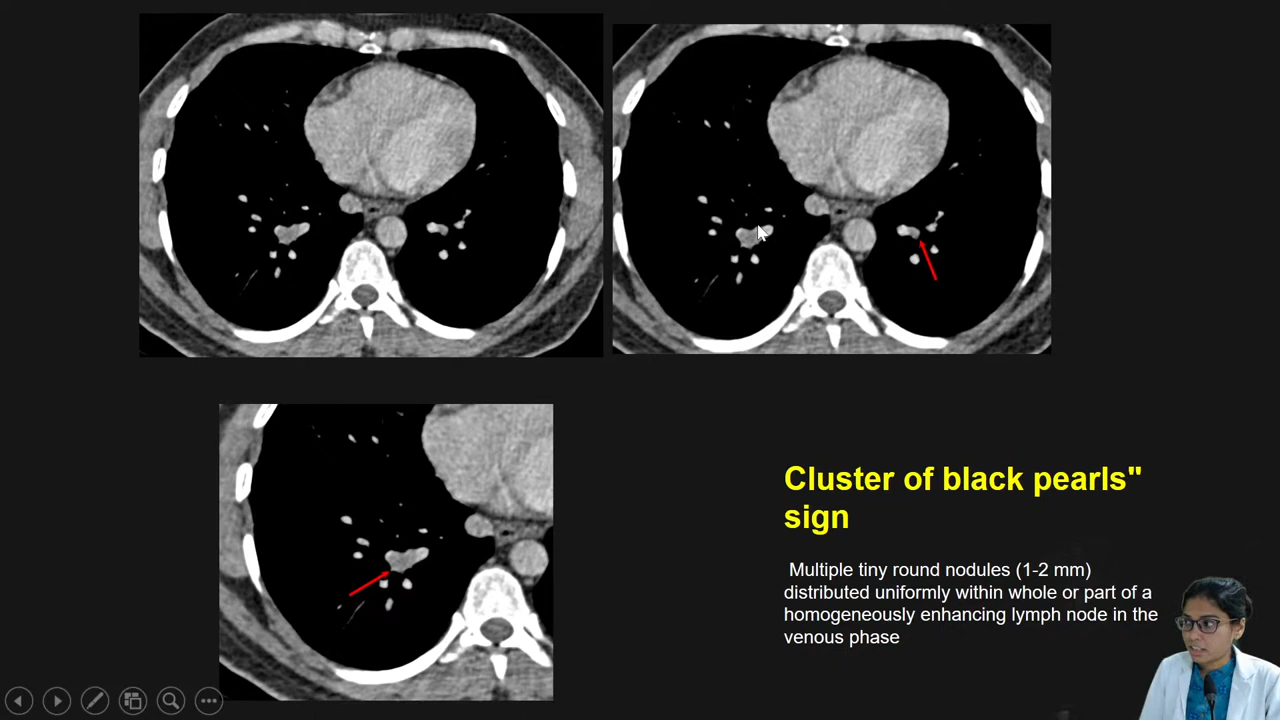 Cluster of black pearls"
sign
Multiple tiny round nodules (1-2 mm)
distributed uniformly within whole or part of a
homogeneously enhancing lymph node in the
venous phase